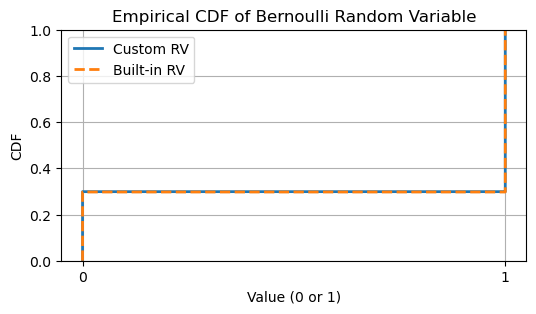 Empirical CDF of Bernoulli Random Variable
1.0
Custom RV
Built-in RV
0.8
0.6
CDF
0.4
0.2
0.0
0 1
Value (0 or 1)